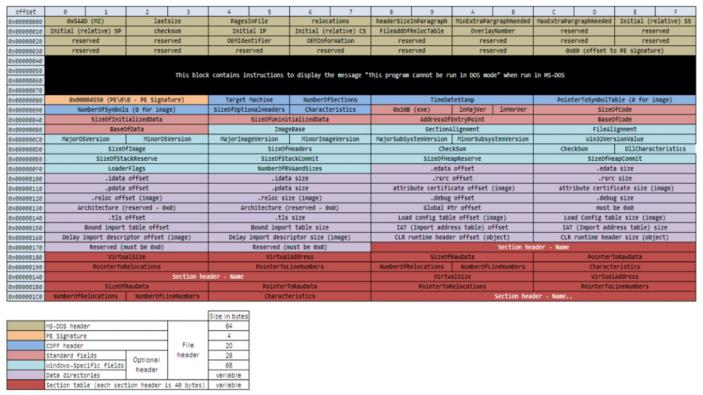 offset 0 1 2 3 4 5 6 7 8 9 A B C D E F
0x00000000 0x5A4D (MZ) lastsize PagesInFile relocations headerSizeInParagraph MinExtraParagraphNeeded MaxExtraParagraphNeeded Initial (relative) SS
0x00000010 Initial (relative) SP checksum Initial IP Initial (relative) CS FileAddOfRelocTable OverlayNumber reserved reserved
0x00000020 reserved reserved OEMIdentifier OEMInformation reserved reserved reserved reserved
0x00000030 reserved reserved reserved reserved reserved reserved 0x80 (offset to PE signature)
0x00000040
0x00000050
This block contains instructions to display the message "This program cannot be run in DOS mode" when run in MS-DOS
0x00000060
0x00000070
0x00000080 0x00004550 (PE\0\0 - PE Signature) Target Machine NumberOfSections TimeDateStamp PointerToSymbolTable (0 for image)
0x00000090 NumberOfSymbols (0 for image) SizeOfOptionalHeaders Characteristics 0x10B (exe) lnMajVer lnMnrVer SizeOfCode
0x000000A0 SizeOfInitializedData SizeOfUninitializedData AddressOfEntryPoint BaseOfCode
0x000000B0 BaseOfData ImageBase SectionAlignment FileAlignment
0x000000C0 MajorOSVersion MinorOSVersion MajorImageVersion MinorImageVersion MajorSubsystemVersion MinorSubsystemVersion Win32VersionValue
0x000000D0 SizeOfImage SizeOfHeaders CheckSum CheckSum DllCharacteristics
0x000000E0 SizeOfStackReserve SizeOfStackCommit SizeOfHeapReserve SizeOfHeapCommit
0x000000F0 LoaderFlags NumberOfRVAandSizes .edata offset .edata size
0x00000100 .idata offset .idata size .rsrc offset .rsrc size
0x00000110 .pdata offset .pdata size attribute certificate offset (image) attribute certificate size (image)
0x00000120 .reloc offset (image) .reloc size (image) .debug offset .debug size
0x00000130 Architecture (reserved - 0x0) Architecture (reserved - 0x0) Global Ptr offset must be 0x0
0x00000140 .tls offset .tls size Load config table offset (image) Load Config table size (image)
0x00000150 Bound import table offset Bound import table size IAT (Import address table) offset IAT (Import address table) size
0x00000160 Delay import descriptor offset (image) Delay import descriptor size (image) CLR runtime header offset (object) CLR runtime header size (object)
0x00000170 Reserved (must be 0x0) Reserved (must be 0x0) Section header - Name
0x00000180 VirtualSize VirtualAddress SizeOfRawData PointerToRawData
0x00000190 PointerToRelocations PointerToLineNumbers NumberOfRelocations NumberOfLineNumbers Characteristics
0x000001A0 Section header - Name VirtualSize VirtualAddress
0x000001B0 SizeOfRawData PointerToRawData PointerToRelocations PointerToLineNumbers
0x000001C0 NumberOfRelocations NumberOfLineNumbers Characteristics Section header - Name..
Size in bytes
MS-DOS header 64
PE Signature 4
COFF header File header 20
Standard fields Optional header 28
Windows-Specific fields 68
Data directories variable
Section table (each section header is 40 bytes) variable